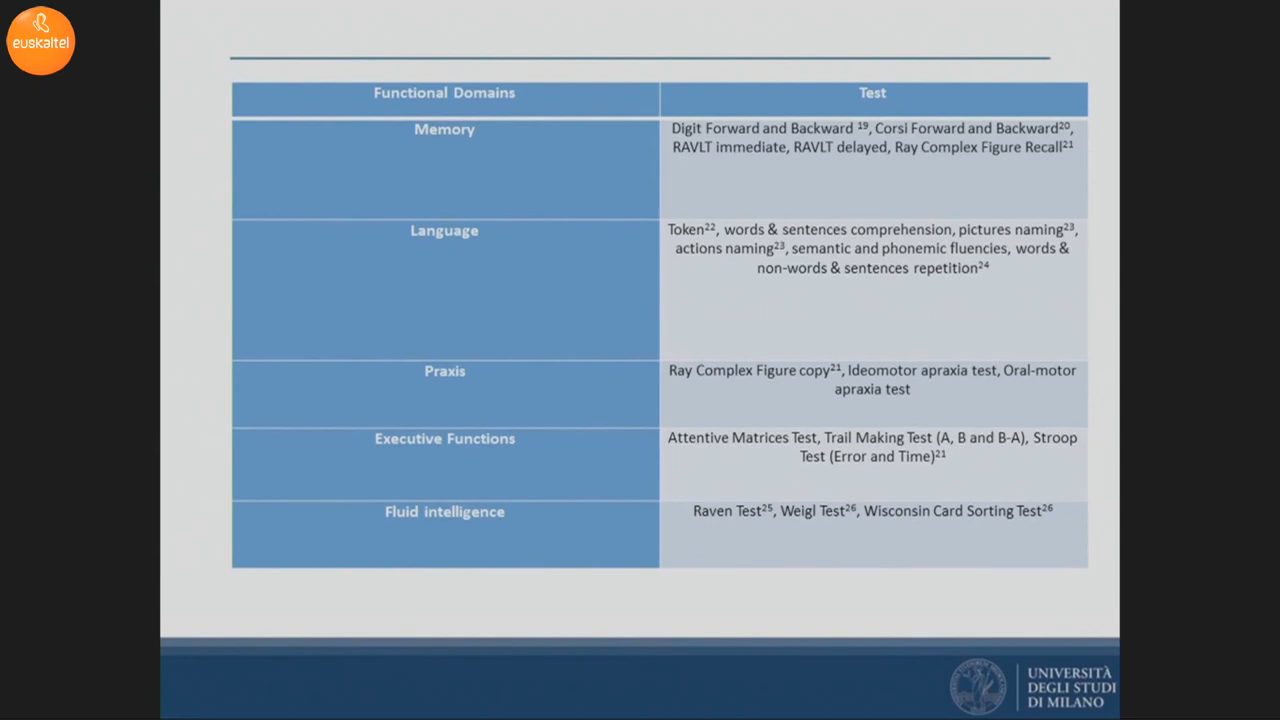 euskaltel
Functional Domains
Test
Memory
Digit Forward and Backward ¹⁹, Corsi Forward and Backward²⁰,
RAVLT immediate, RAVLT delayed, Ray Complex Figure Recall²¹
Language
Token²², words & sentences comprehension, pictures naming²³,
actions naming²³, semantic and phonemic fluencies, words &
non-words & sentences repetition²⁴
Praxis
Ray Complex Figure copy²¹, Ideomotor apraxia test, Oral-motor
apraxia test
Executive Functions
Attentive Matrices Test, Trail Making Test (A, B and B-A), Stroop
Test (Error and Time)²¹
Fluid intelligence
Raven Test²⁵, Weigl Test²⁶, Wisconsin Card Sorting Test²⁶
UNIVERSITÀ
DEGLI STUDI
DI MILANO